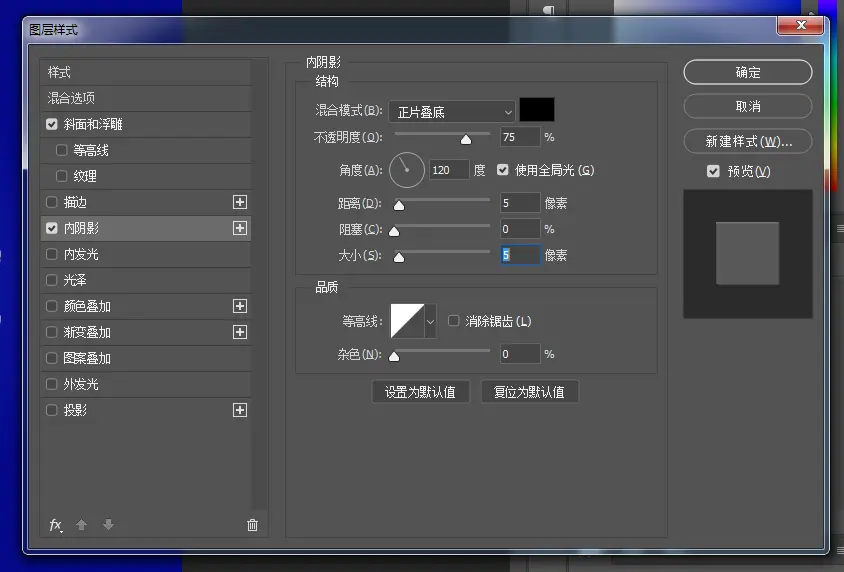 图层样式
样式
混合选项
斜面和浮雕
等高线
纹理
描边
内阴影
内发光
光泽
颜色叠加
渐变叠加
图案叠加
外发光
投影
fx
内阴影
结构
混合模式(B): 正片叠底
不透明度(O): 75 %
角度(A): 120 度 使用全局光 (G)
距离(D): 5 像素
阻塞(C): 0 %
大小(S): 5 像素
品质
等高线: 消除锯齿 (L)
杂色(N): 0 %
设置为默认值 复位为默认值
确定
取消
新建样式(W)...
预览(V)